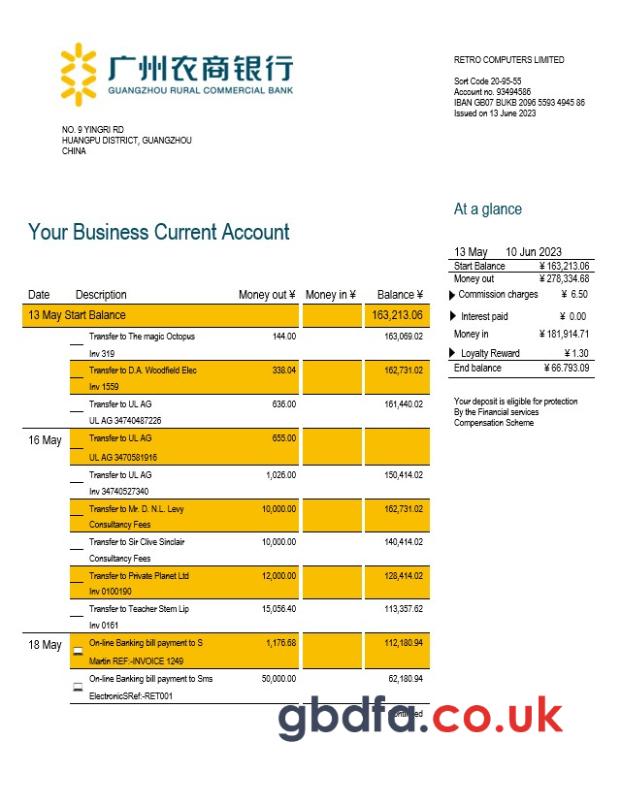 广州农商银行
GUANGZHOU RURAL COMMERCIAL BANK
RETRO COMPUTERS LIMITED
Sort Code 20-95-55
Account no. 93494586
IBAN GB07 BUKB 2096 5593 4945 86
Issued on 13 June 2023
NO. 9 YINGRI RD
HUANGPU DISTRICT, GUANGZHOU
CHINA
At a glance
Your Business Current Account
13 May 10 Jun 2023
Start Balance ¥ 163,213.06
Money out ¥ 278,334.68
Commission charges ¥ 6.50
Interest paid ¥ 0.00
Money in ¥ 181,914.71
Loyalty Reward ¥ 1.30
End balance ¥ 66.793.09
Your deposit is eligible for protection
By the Financial services
Compensation Scheme
Date Description Money out ¥ Money in ¥ Balance ¥
13 May Start Balance 163,213.06
Transfer to The magic Octopus 144.00 163,069.02
Inv 319
Transfer to D.A. Woodfield Elec 338.04 162,731.02
Inv 1559
Transfer to UL AG 636.00 161,440.02
UL AG 34740487226
16 May Transfer to UL AG 655.00
UL AG 3470581916
Transfer to UL AG 1,026.00 150,414.02
Inv 34740527340
Transfer to Mr. D. N.L. Levy 10,000.00 162,731.02
Consultancy Fees
Transfer to Sir Clive Sinclair 10,000.00 140,414.02
Consultancy Fees
Transfer to Private Planet Ltd 12,000.00 128,414.02
Inv 0100190
Transfer to Teacher Stem Lip 15,056.40 113,357.62
Inv 0161
18 May On-line Banking bill payment to S 1,176.68 112,180.94
Martin REF:-INVOICE 1249
On-line Banking bill payment to Sms 50,000.00 62,180.94
ElectronicSRef:-RET001
gbdfa.co.uk